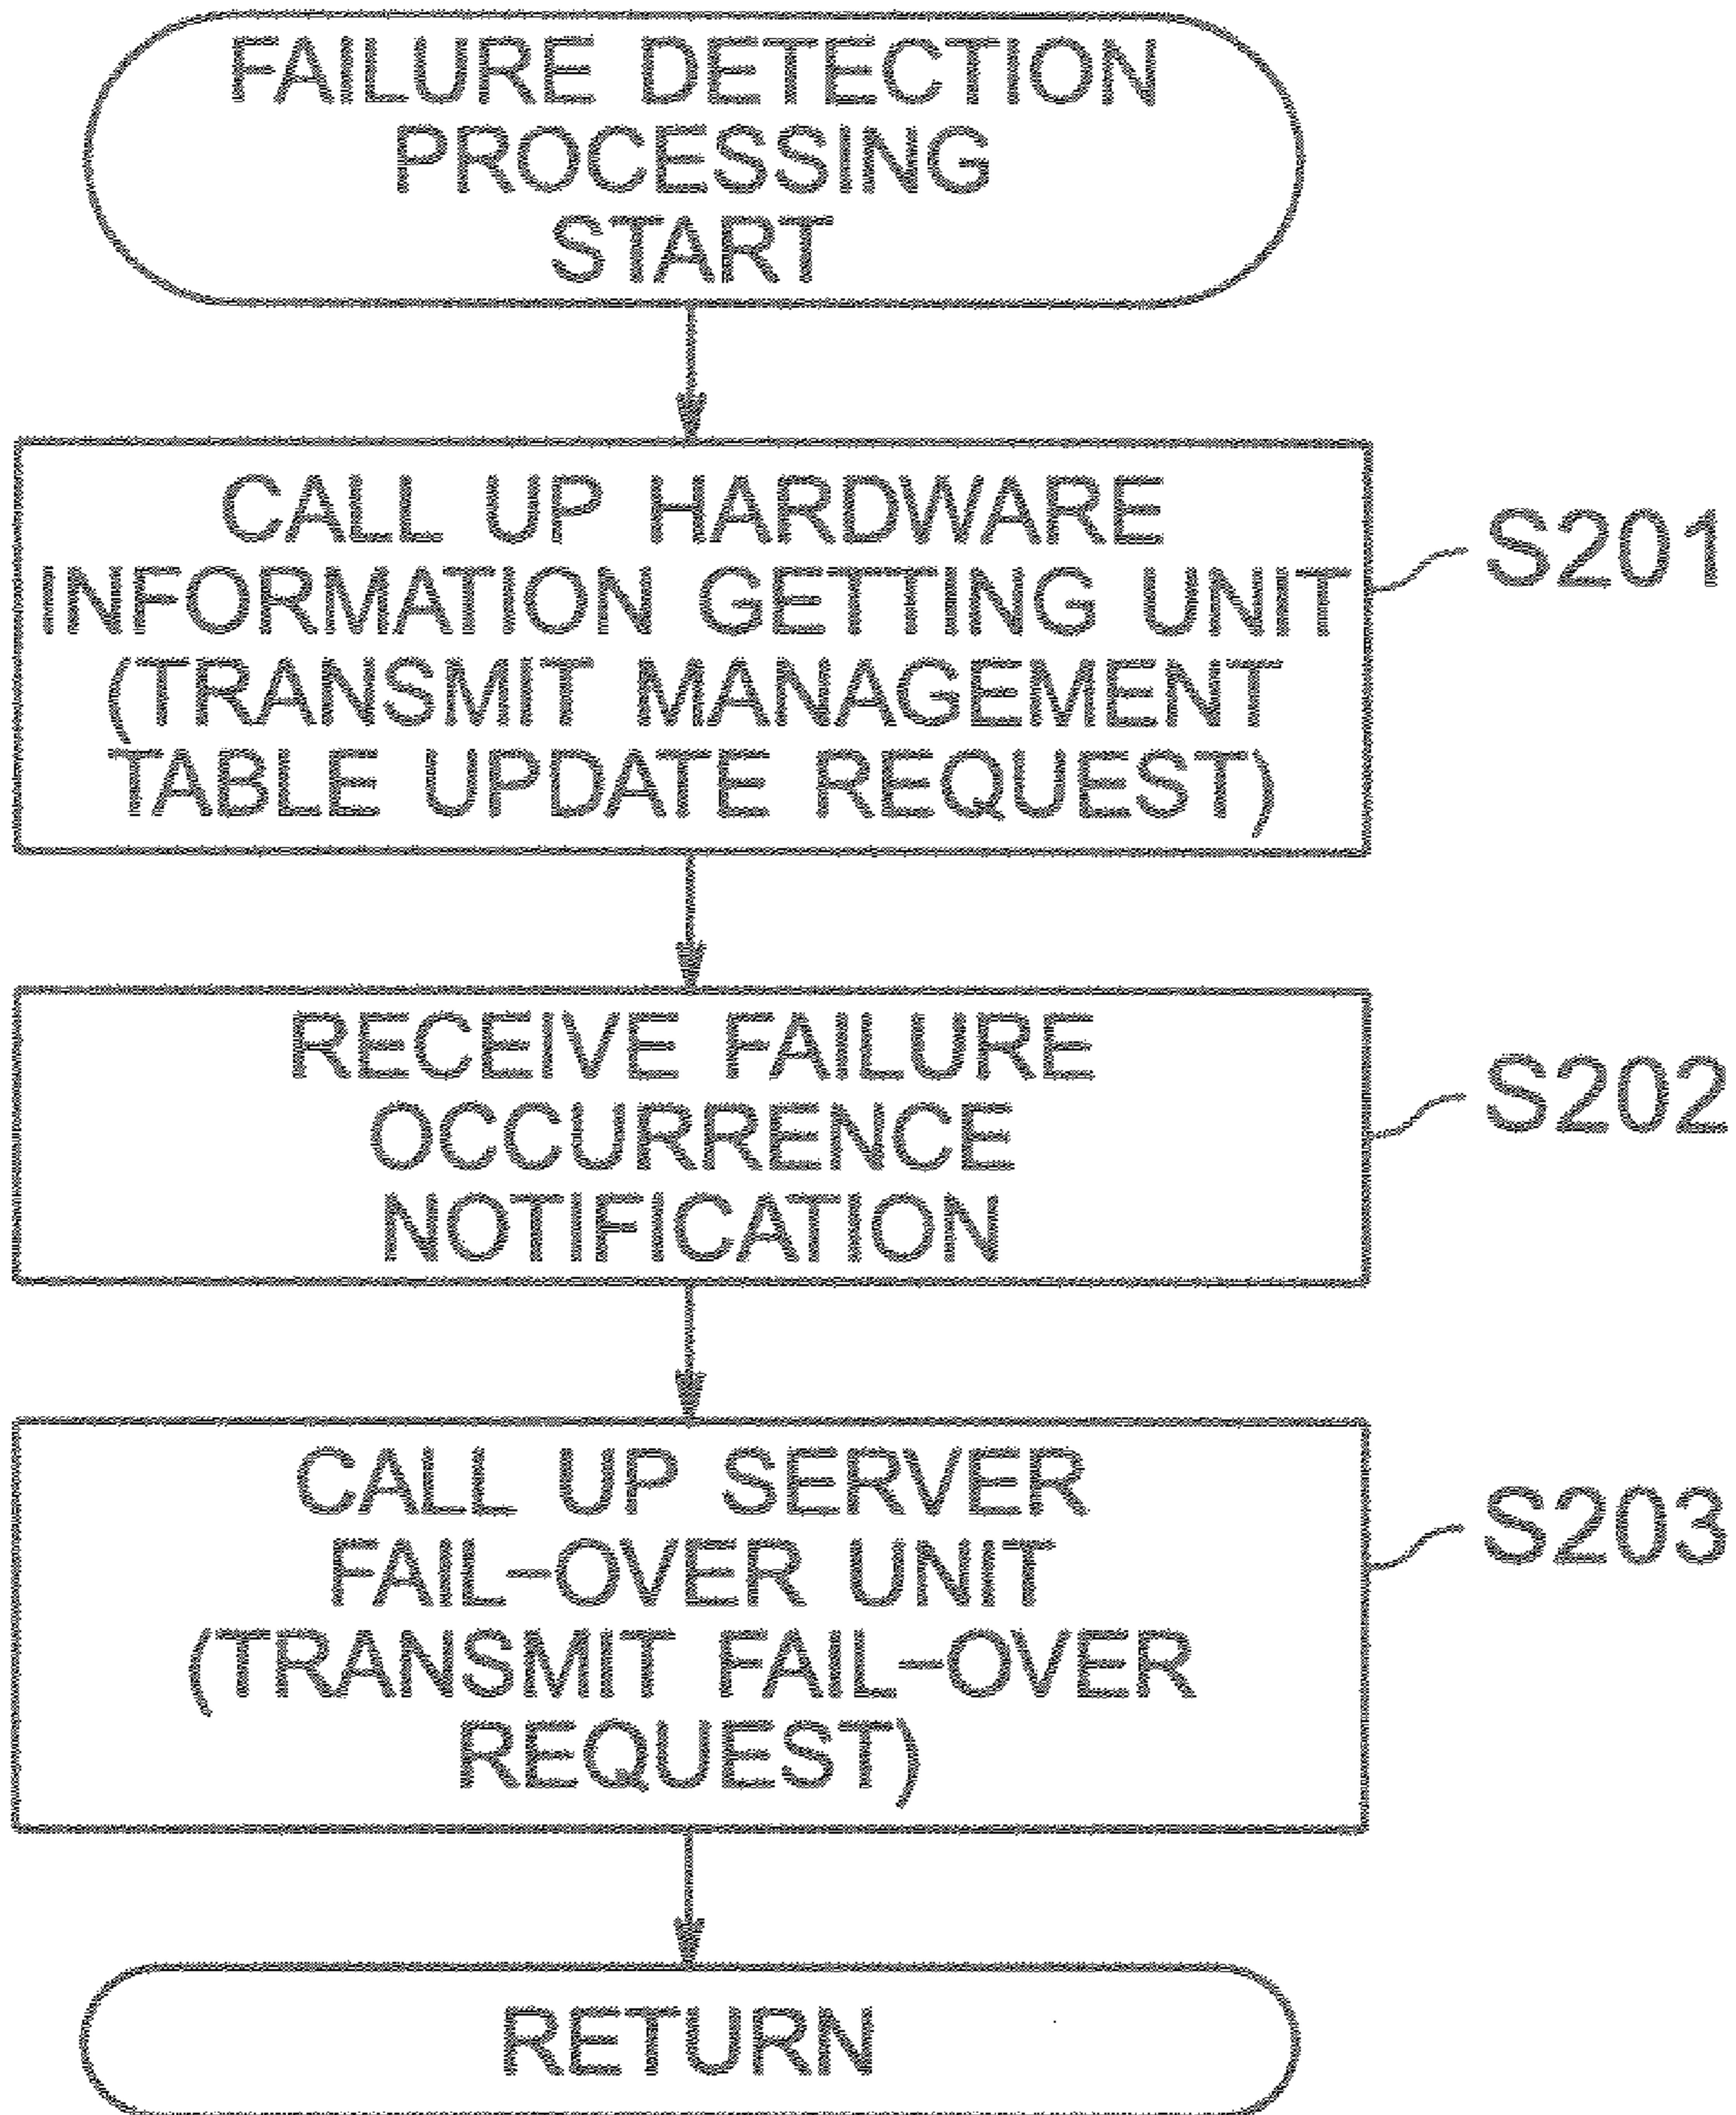 FAILURE DETECTION
PROCESSING
START
CALL UP HARDWARE
INFORMATION GETTING UNIT
(TRANSMIT MANAGEMENT
TABLE UPDATE REQUEST)
S201
RECEIVE FAILURE
OCCURRENCE
NOTIFICATION
S202
CALL UP SERVER
FAIL-OVER UNIT
(TRANSMIT FAIL-OVER
REQUEST)
S203
RETURN